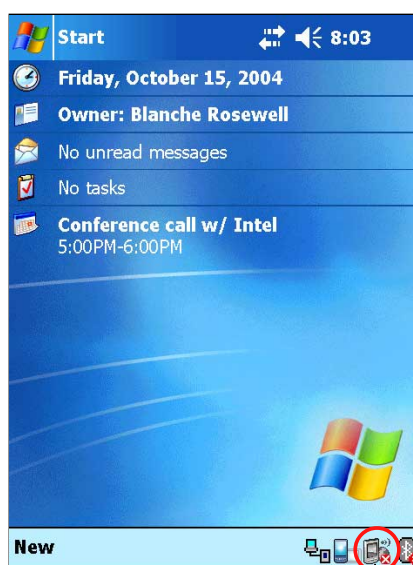 Start 8:03
Friday, October 15, 2004
Owner: Blanche Rosewell
No unread messages
No tasks
Conference call w/ Intel
5:00PM-6:00PM
New